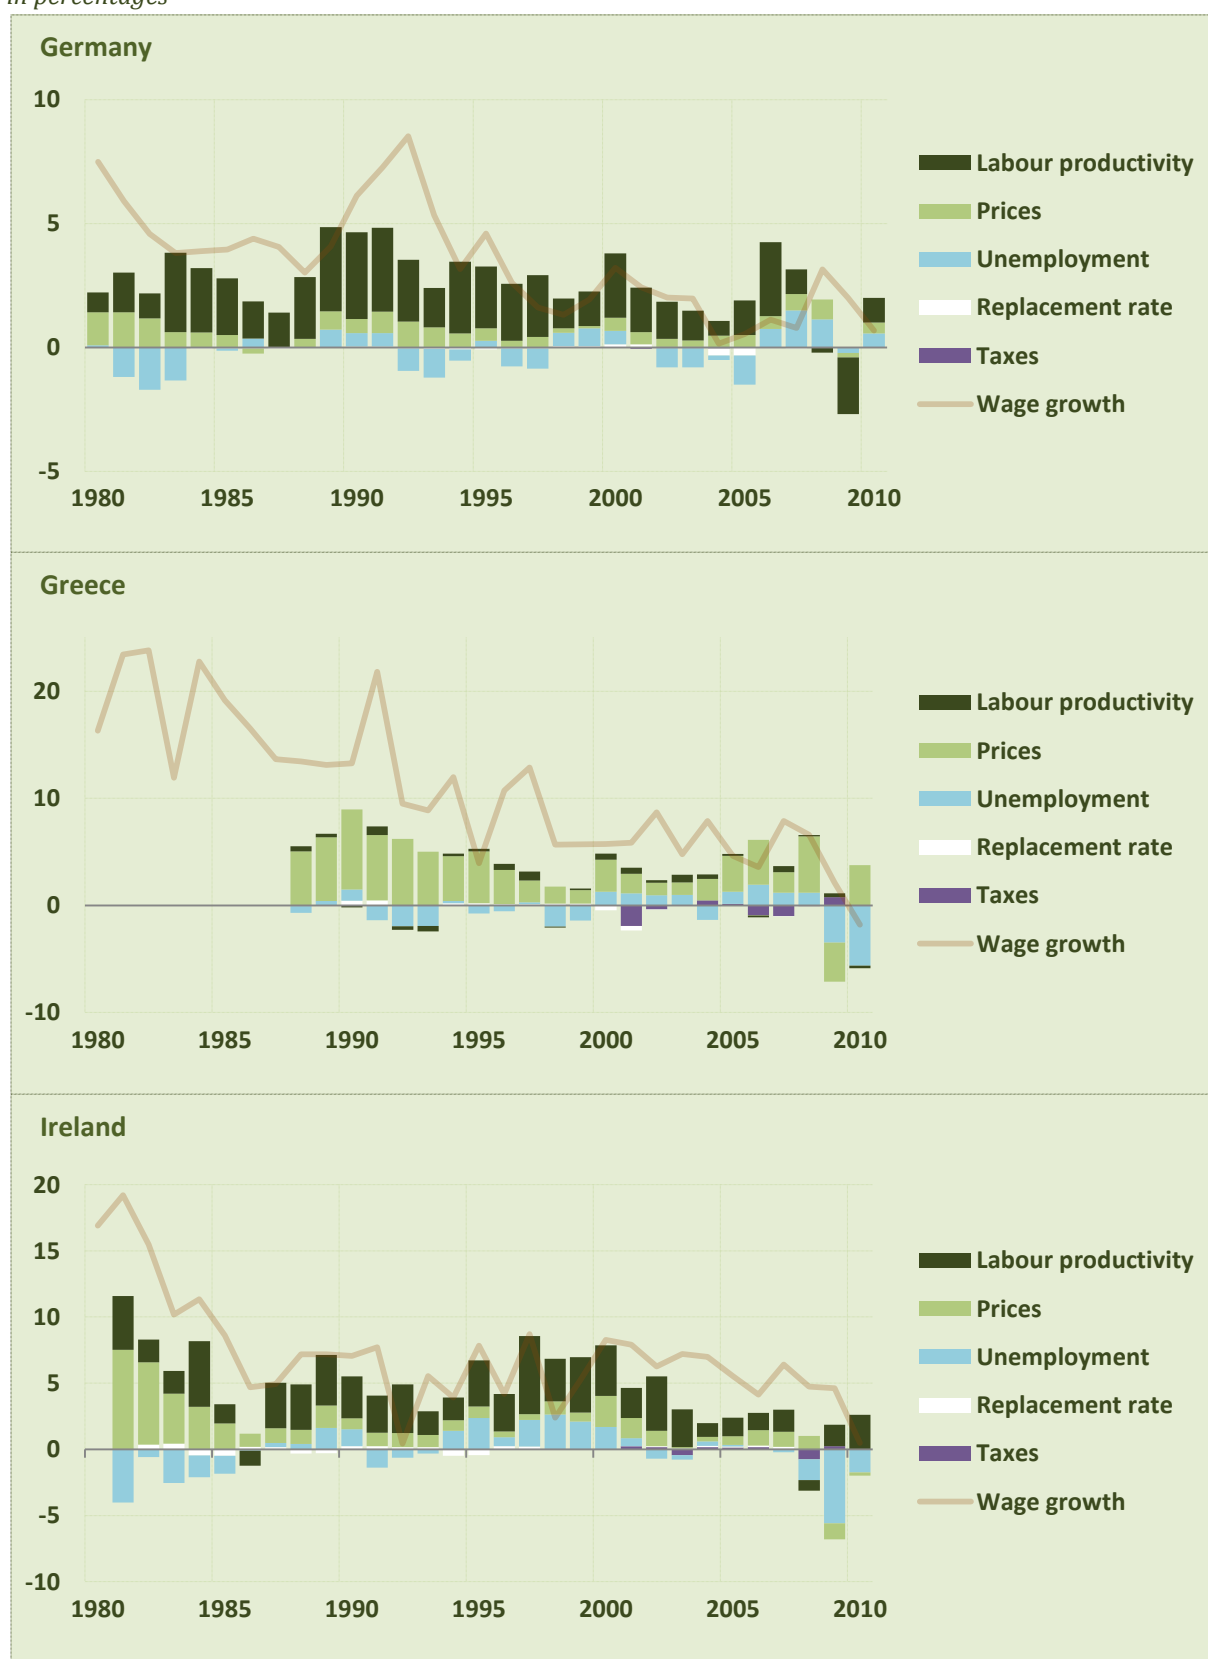 in percentages
Germany
10
5
0
-5
1980 1985 1990 1995 2000 2005 2010
Labour productivity
Prices
Unemployment
Replacement rate
Taxes
Wage growth
Greece
20
10
0
-10
1980 1985 1990 1995 2000 2005 2010
Labour productivity
Prices
Unemployment
Replacement rate
Taxes
Wage growth
Ireland
20
15
10
5
0
-5
-10
1980 1985 1990 1995 2000 2005 2010
Labour productivity
Prices
Unemployment
Replacement rate
Taxes
Wage growth